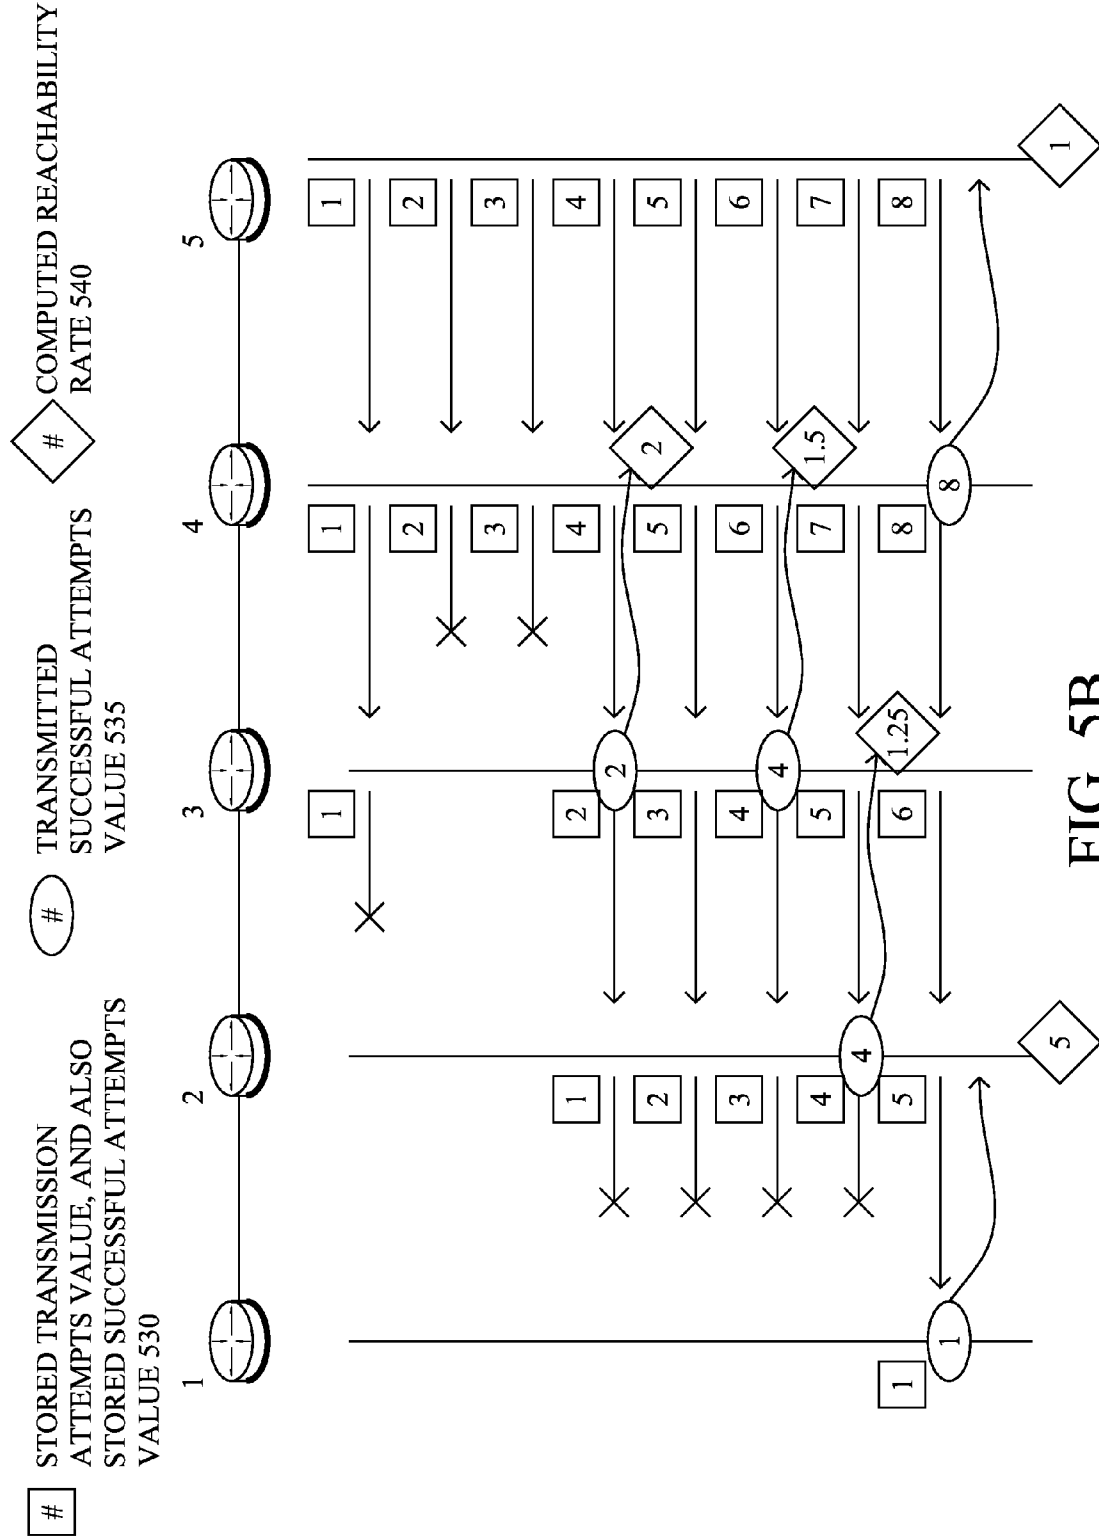 #
STORED TRANSMISSION
ATTEMPTS VALUE, AND ALSO
STORED SUCCESSFUL ATTEMPTS
VALUE 530
#
TRANSMITTED
SUCCESSFUL ATTEMPTS
VALUE 535
#
COMPUTED REACHABILITY
RATE 540
1 2 3 4 5
1 1 1
2 2
3 3
1 2 4 4
2 2
2 3 5 5
3 4 6 6
4 1.5
4 5 7 7
4 1.25
1 5 6 8 8
1 8
5 1
FIG. 5B